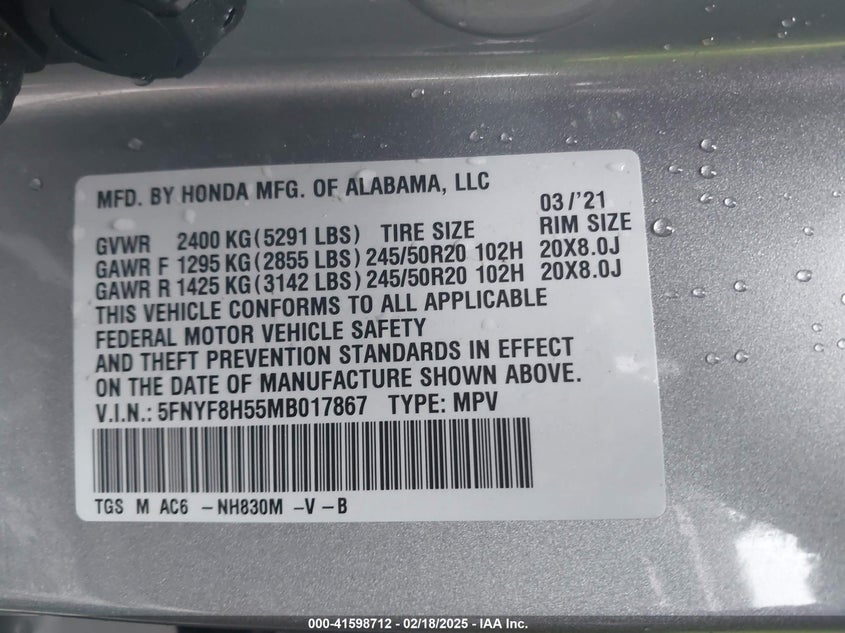 MFD. BY HONDA MFG. OF ALABAMA, LLC
03/'21
GVWR 2400 KG(5291 LBS) TIRE SIZE RIM SIZE
GAWR F 1295 KG(2855 LBS) 245/50R20 102H 20X8.0J
GAWR R 1425 KG(3142 LBS) 245/50R20 102H 20X8.0J
THIS VEHICLE CONFORMS TO ALL APPLICABLE
FEDERAL MOTOR VEHICLE SAFETY
AND THEFT PREVENTION STANDARDS IN EFFECT
ON THE DATE OF MANUFACTURE SHOWN ABOVE.
V.I.N.: 5FNYF8H55MB017867 TYPE: MPV
TGS M AC6 -NH830M -V -B
000-41598712 - 02/18/2025 - IAA Inc.